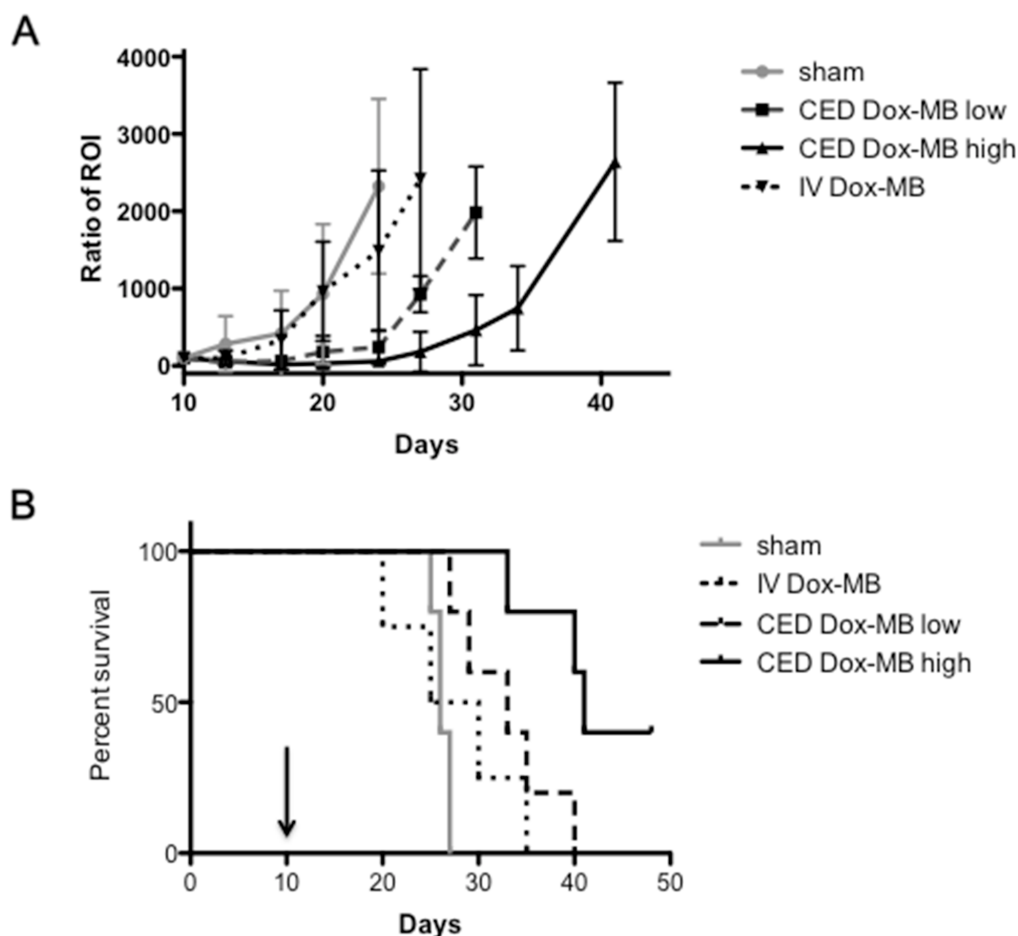 A
Ratio of ROI
4000
3000
2000
1000
0
10 20 30 40
Days
sham
CED Dox-MB low
CED Dox-MB high
IV Dox-MB
B
Percent survival
100
50
0
0 10 20 30 40 50
Days
sham
IV Dox-MB
CED Dox-MB low
CED Dox-MB high